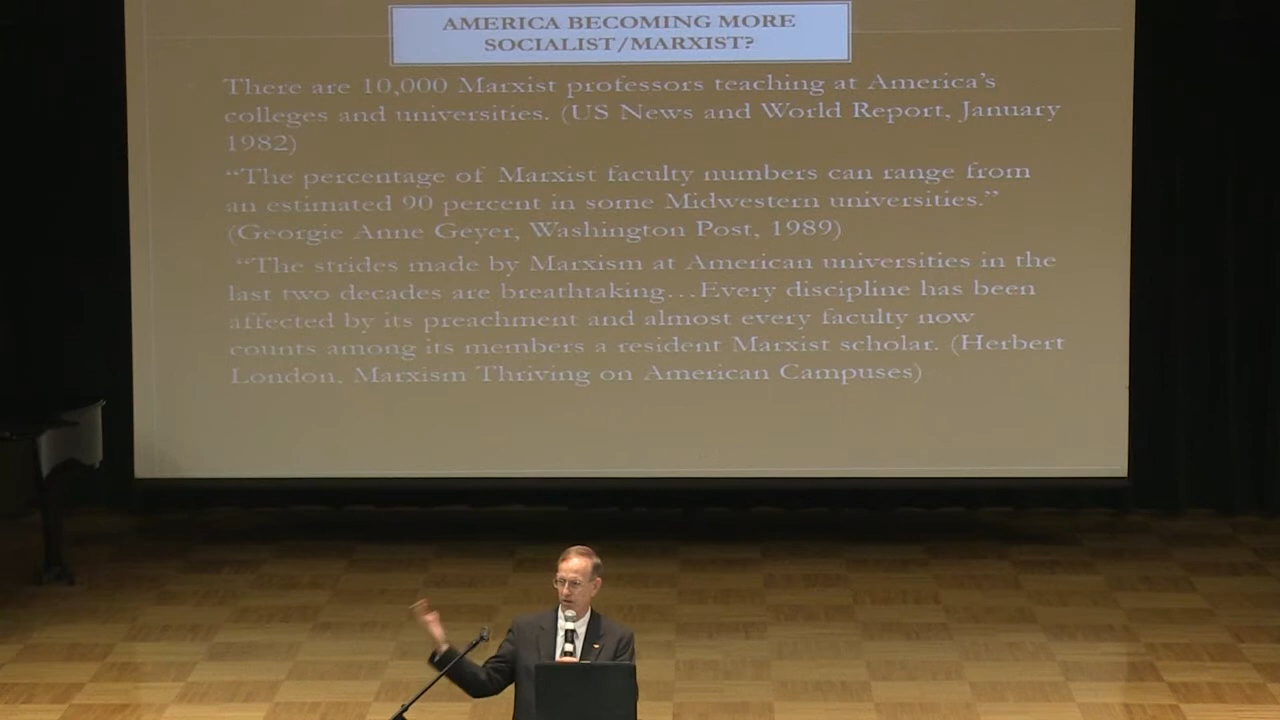 AMERICA BECOMING MORE
SOCIALIST/MARXIST?
There are 10,000 Marxist professors teaching at America's
colleges and universities. (US News and World Report, January
1982)
“The percentage of Marxist faculty numbers can range from
an estimated 90 percent in some Midwestern universities.”
(Georgie Anne Geyer, Washington Post, 1989)
“The strides made by Marxism at American universities in the
last two decades are breathtaking…Every discipline has been
affected by its preachment and almost every faculty now
counts among its members a resident Marxist scholar. (Herbert
London, Marxism Thriving on American Campuses)